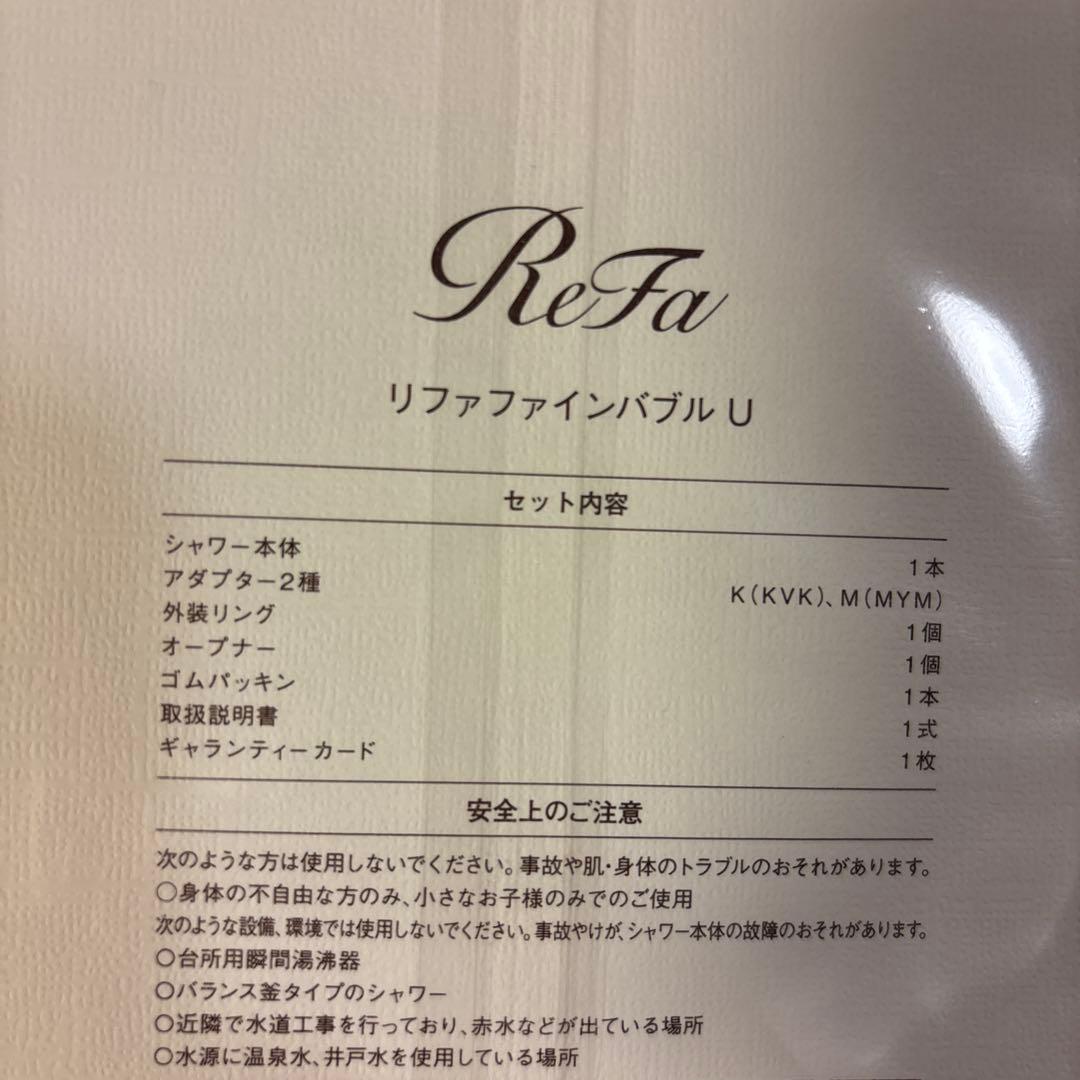 ReFa
リファファインバブル U
セット内容
シャワー本体 1本
アダプター2種 K(KVK)、M(MYM)
外装リング 1個
オープナー 1個
ゴムパッキン 1本
取扱説明書 1式
ギャランティーカード 1枚
安全上のご注意
次のような方は使用しないでください。事故や肌・身体のトラブルのおそれがあります。
○身体の不自由な方のみ、小さなお子様のみでのご使用
次のような設備、環境では使用しないでください。事故やけが、シャワー本体の故障のおそれがあります。
○台所用瞬間湯沸器
○バランス釜タイプのシャワー
○近隣で水道工事を行っており、赤水などが出ている場所
○水源に温泉水、井戸水を使用している場所